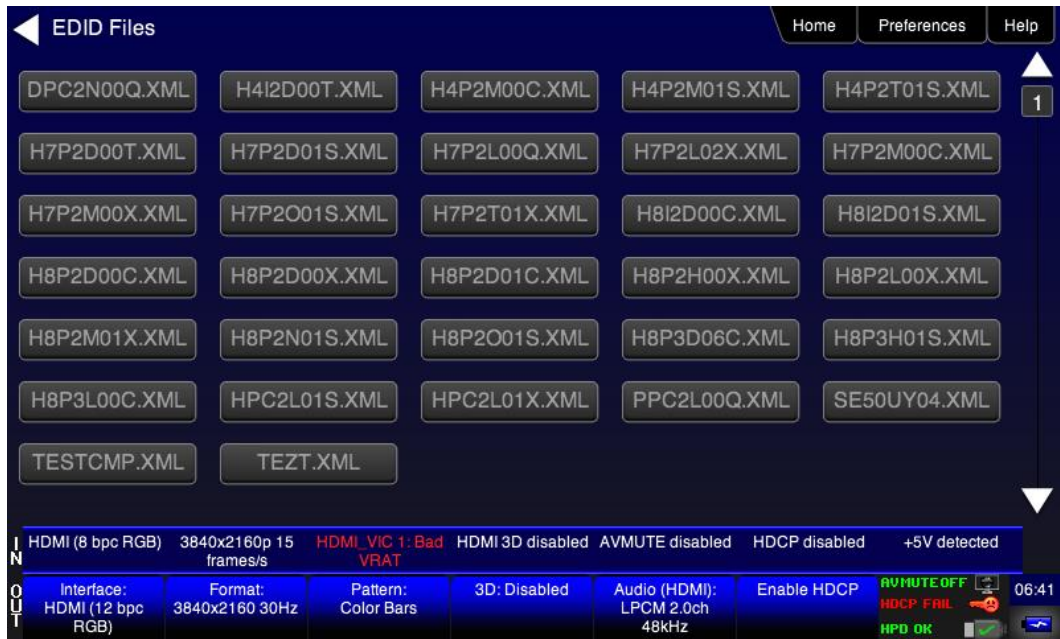 EDID Files
Home Preferences Help
DPC2N00Q.XML H4I2D00T.XML H4P2M00C.XML H4P2M01S.XML H4P2T01S.XML
1
H7P2D00T.XML H7P2D01S.XML H7P2L00Q.XML H7P2L02X.XML H7P2M00C.XML
H7P2M00X.XML H7P2O01S.XML H7P2T01X.XML H8I2D00C.XML H8I2D01S.XML
H8P2D00C.XML H8P2D00X.XML H8P2D01C.XML H8P2H00X.XML H8P2L00X.XML
H8P2M01X.XML H8P2N01S.XML H8P2O01S.XML H8P3D06C.XML H8P3H01S.XML
H8P3L00C.XML HPC2L01S.XML HPC2L01X.XML PPC2L00Q.XML SE50UY04.XML
TESTCMP.XML TEZT.XML
IN
HDMI (8 bpc RGB)
3840x2160p 15
frames/s
HDMI_VIC 1: Bad
VRAT
HDMI 3D disabled
AVMUTE disabled
HDCP disabled
+5V detected
OUT
Interface:
HDMI (12 bpc
RGB)
Format:
3840x2160 30Hz
Pattern:
Color Bars
3D: Disabled
Audio (HDMI):
LPCM 2.0ch
48kHz
Enable HDCP
AVMUTE OFF
HDCP FAIL
HPD OK
06:41